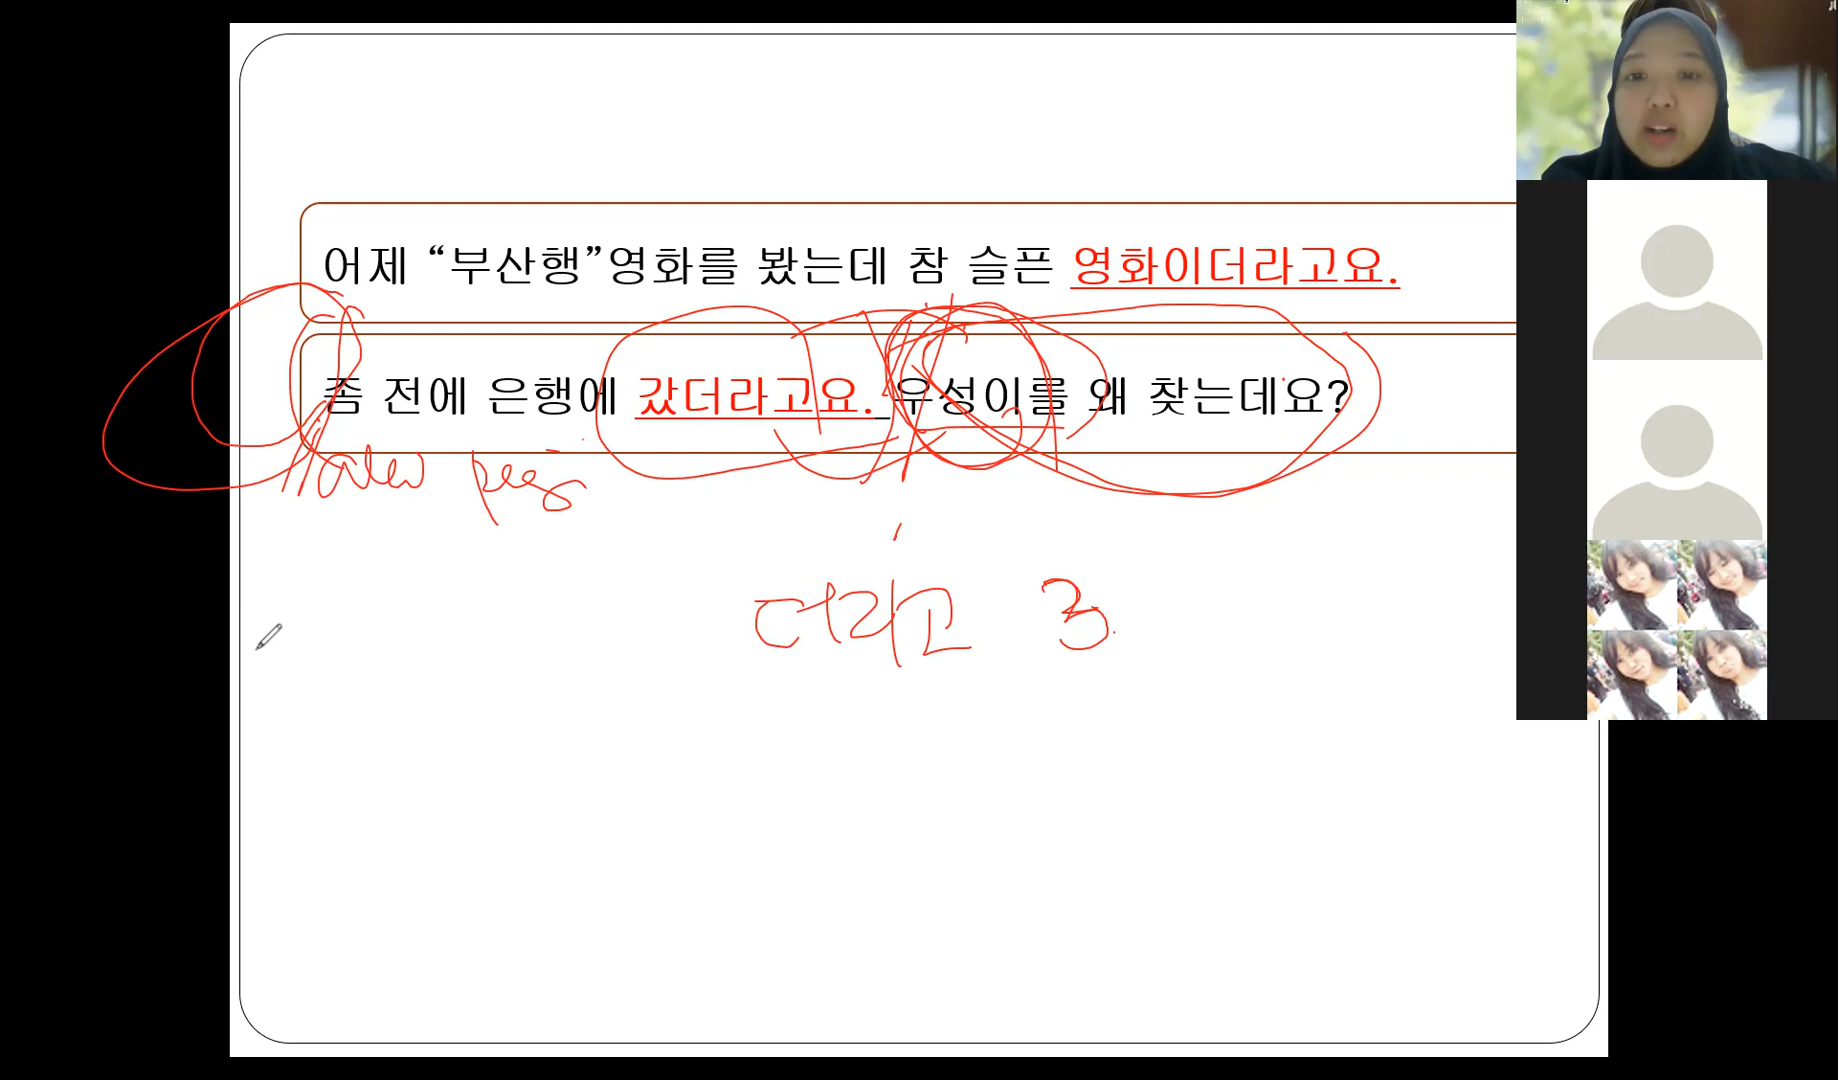 어제 “부산행”영화를 봤는데 참 슬픈 영화이더라고요.
좀 전에 은행에 갔더라고요. 우성이를 왜 찾는데요?
더라고 3